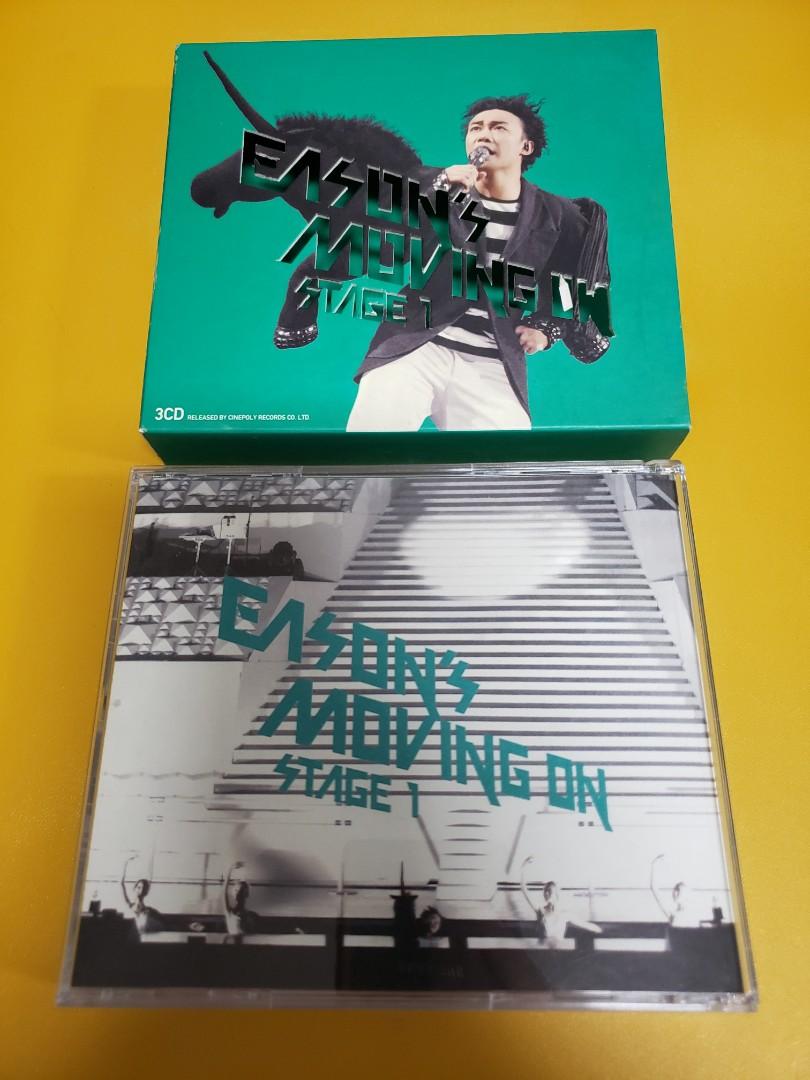 EASON'S
MOVING ON
STAGE 1
3CD RELEASED BY CINEPOLY RECORDS CO. LTD.
EASON'S
MOVING ON
STAGE 1